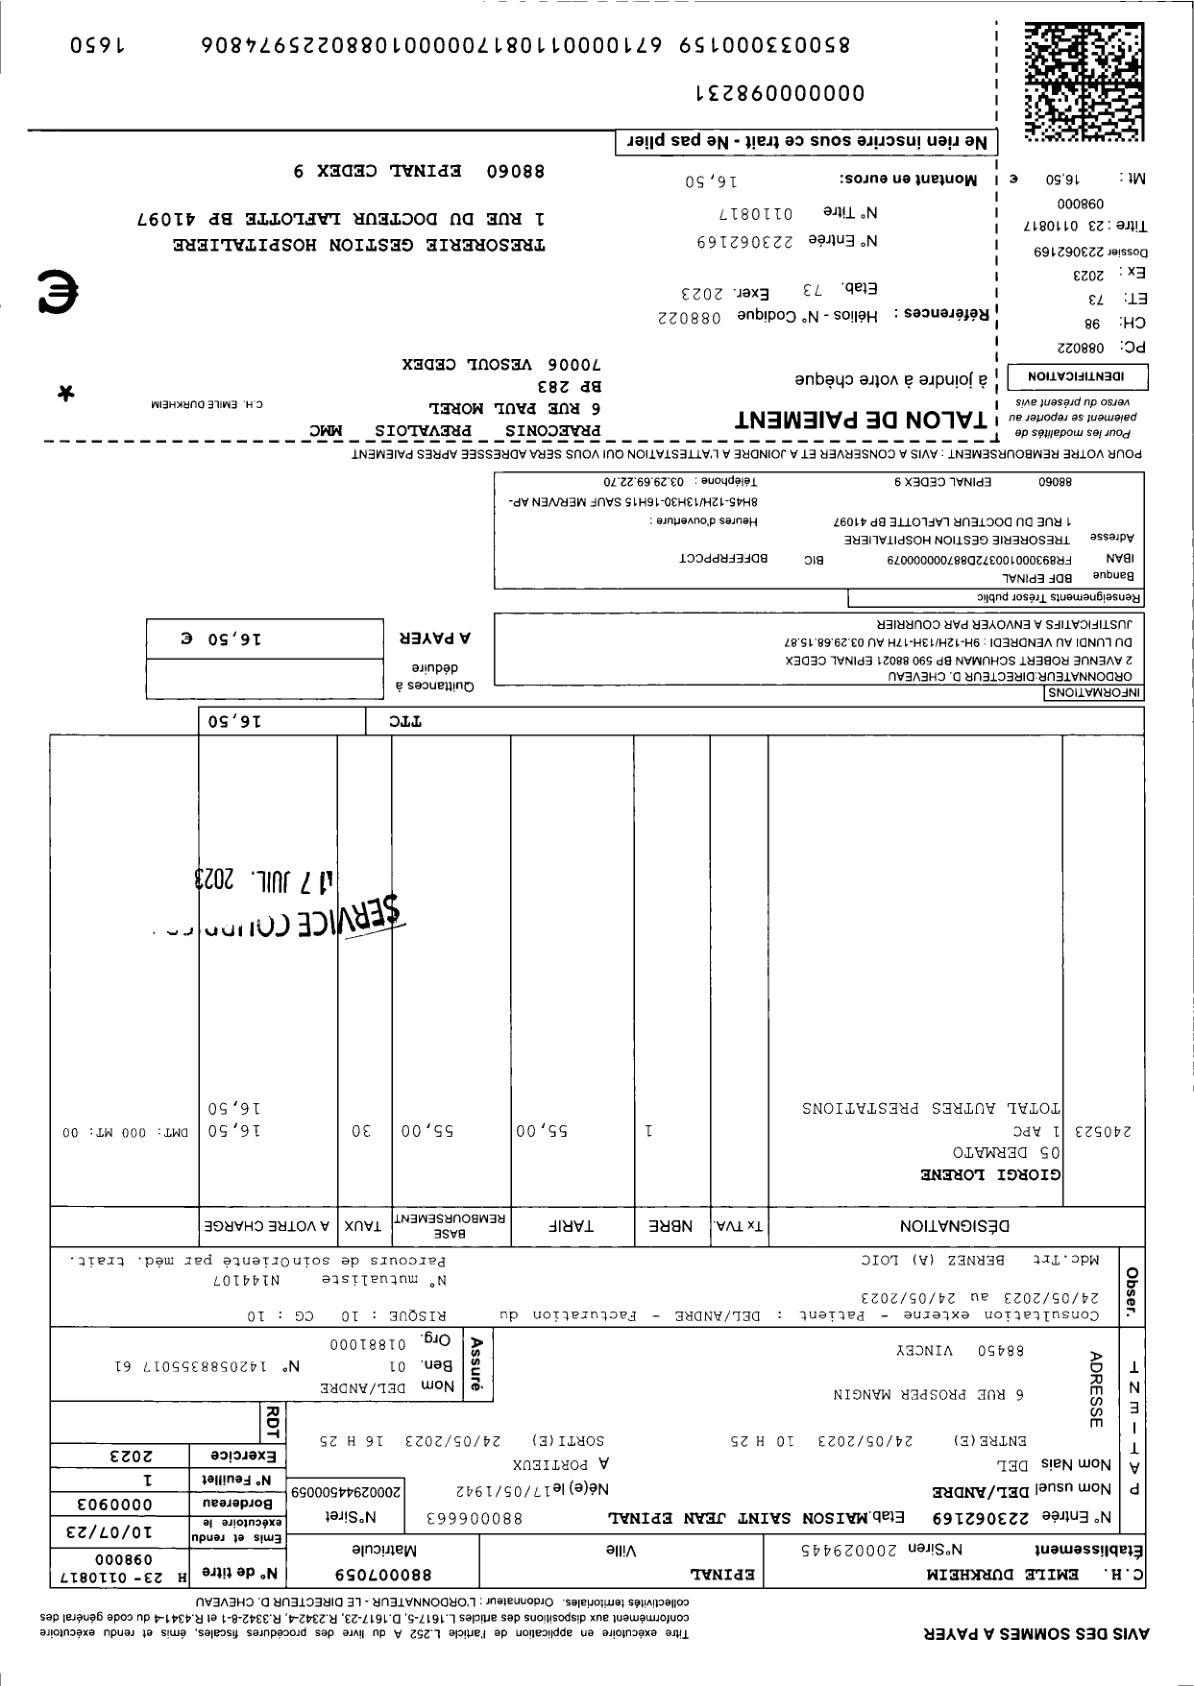 AVIS DES SOMMES A PAYER
Titre exécutoire en application de l'article L.252 A du livre des procédures fiscales, émis et rendu exécutoire
conformément aux dispositions des articles L.1617-5, D.1617-23, R.2342-4, R.3342-8-1 et R.4341-4 du code général des
collectivités territoriales. Ordonnateur : L'ORDONNATEUR - LE DIRECTEUR D. CHEVEAU
C.H. EMILE DURKHEIM EPINAL 880007059
Établissement N°Siren 200029445 Ville Matricule
N° de titre H 23- 0110817
098000
Emis et rendu exécutoire le 10/07/23
Bordereau 0000903
N° Feuillet 1
Exercice 2023
RDT
PATIENT
N° Entrée 223062169 Etab. MAISON SAINT JEAN EPINAL 880006663 N°Siret 20002944500059
Nom usuel DEL/ANDRE Né(e) le 17/05/1942
Nom Nais DEL A PORTIEUX
ENTRE(E) 24/05/2023 10 H 25 SORTI(E) 24/05/2023 16 H 25
ADRESSE
6 RUE PROSPER MANGIN
88450 VINCEY
Assuré
Nom DEL/ANDRE
Ben. 01 N° 1420588355017 61
Org. 01881000
Obser.
Consultation externe - Patient : DEL/ANDRE - Facturation du RISQUE : 10 CG : 10
24/05/2023 au 24/05/2023
N° mutualiste N144107
Mdc.Trt BERNEZ (A) LOIC Parcours de soinOrienté par méd. trait.
DÉSIGNATION Tx TVA. NBRE TARIF BASE REMBOURSEMENT TAUX A VOTRE CHARGE
GIORGI LORENE
05 DERMATO
240523 1 APC 1 55,00 55,00 30 16,50 DMT: 000 MT: 00
TOTAL AUTRES PRESTATIONS 16,50
SERVICE
17 JUIL. 2023
TTC 16,50
INFORMATIONS
ORDONNATEUR:DIRECTEUR D. CHEVEAU
2 AVENUE ROBERT SCHUMAN BP 590 88021 EPINAL CEDEX
DU LUNDI AU VENDREDI : 9H-12H/13H-17H AU 03.29.68.15.87
JUSTIFICATIFS A ENVOYER PAR COURRIER
Quittances à déduire
A PAYER 16,50 €
Renseignements Trésor public
Banque BDF EPINAL
IBAN FR893000100372D887000000079 BIC BDFEFRPPCCT
Adresse TRESORERIE GESTION HOSPITALIERE
1 RUE DU DOCTEUR LAFLOTTE BP 41097 Heures d'ouverture :
8H45-12H/13H30-16H15 SAUF MER/VEN AP-
88060 EPINAL CEDEX 9 Téléphone : 03.29.69.22.70
POUR VOTRE REMBOURSEMENT : AVIS A CONSERVER ET A JOINDRE A L'ATTESTATION QUI VOUS SERA ADRESSEE APRES PAIEMENT
Pour les modalités de
paiement se reporter au
verso du présent avis
IDENTIFICATION
PC: 088022
CH: 98
ET: 73
Ex : 2023
Dossier 223062169
Titre : 23 0110817
098000
Mt : 16,50 €
TALON DE PAIEMENT
à joindre à votre chèque
Références : Hélios - N° Codique 088022
Etab. 73 Exer. 2023
N° Entrée 223062169
N° Titre 0110817
Montant en euros: 16,50
PRAECONIS PREVALOIS MMC
6 RUE PAUL MOREL
BP 283
70006 VESOUL CEDEX
C.H. EMILE DURKHEIM
*
€
TRESORERIE GESTION HOSPITALIERE
1 RUE DU DOCTEUR LAFLOTTE BP 41097
88060 EPINAL CEDEX 9
Ne rien inscrire sous ce trait - Ne pas plier
000000098231
850033000159 67100001108170000010880225974806 1650